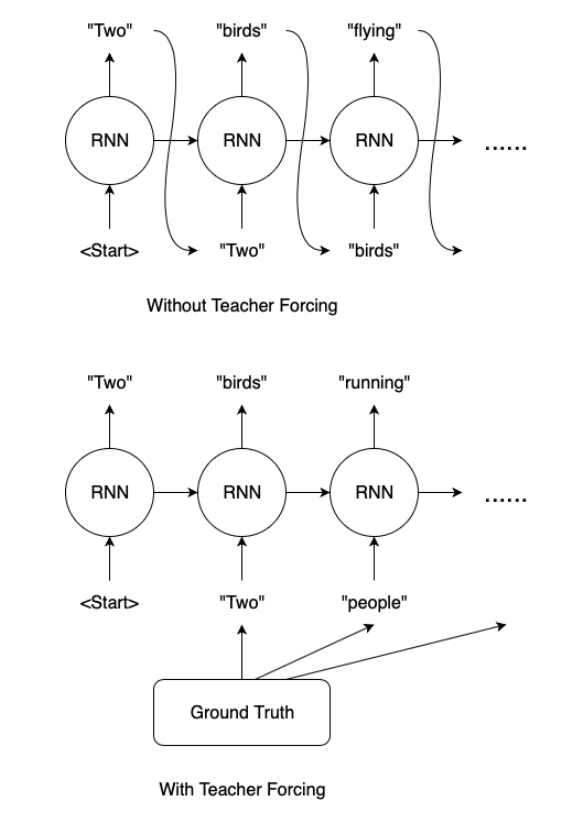 "Two" "birds" "flying"
RNN RNN RNN ......
<Start> "Two" "birds"
Without Teacher Forcing
"Two" "birds" "running"
RNN RNN RNN ......
<Start> "Two" "people"
Ground Truth
With Teacher Forcing